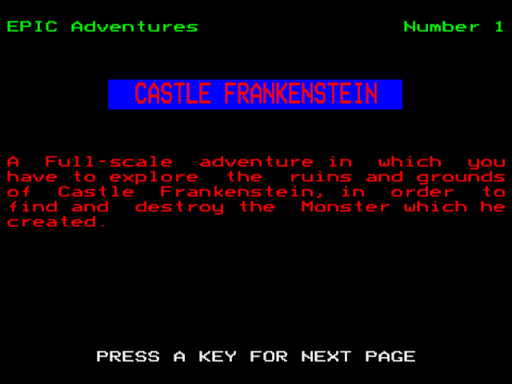 EPIC Adventures Number 1
CASTLE FRANKENSTEIN
A Full-scale adventure in which you
have to explore the ruins and grounds
of Castle Frankenstein, in order to
find and destroy the Monster which he
created.
PRESS A KEY FOR NEXT PAGE